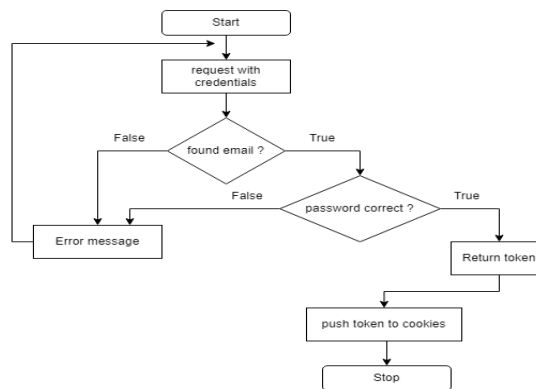 Start
request with
credentials
False
found email ?
True
False
password correct ?
True
Error message
Return token
push token to cookies
Stop